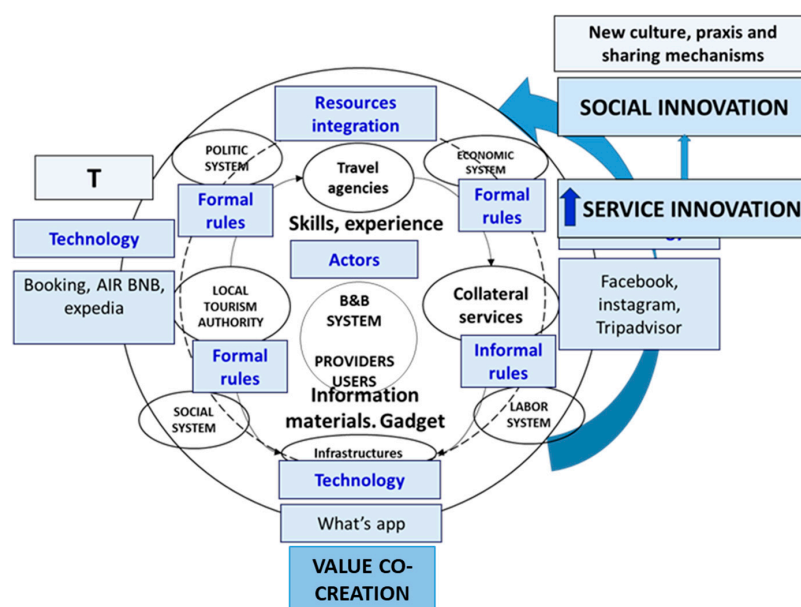 New culture, praxis and
sharing mechanisms
SOCIAL INNOVATION
Resources
integration
POLITIC
SYSTEM
Travel
agencies
ECONOMIC
SYSTEM
T
Formal
rules
Formal
rules
SERVICE INNOVATION
Skills, experience
Technology
Actors
Booking, AIR BNB,
expedia
LOCAL
TOURISM
AUTHORITY
B&B
SYSTEM
PROVIDERS
USERS
Collateral
services
Facebook,
instagram,
Tripadvisor
Formal
rules
Informal
rules
Information
materials. Gadget
SOCIAL
SYSTEM
LABOR
SYSTEM
Infrastructures
Technology
What's app
VALUE CO-
CREATION